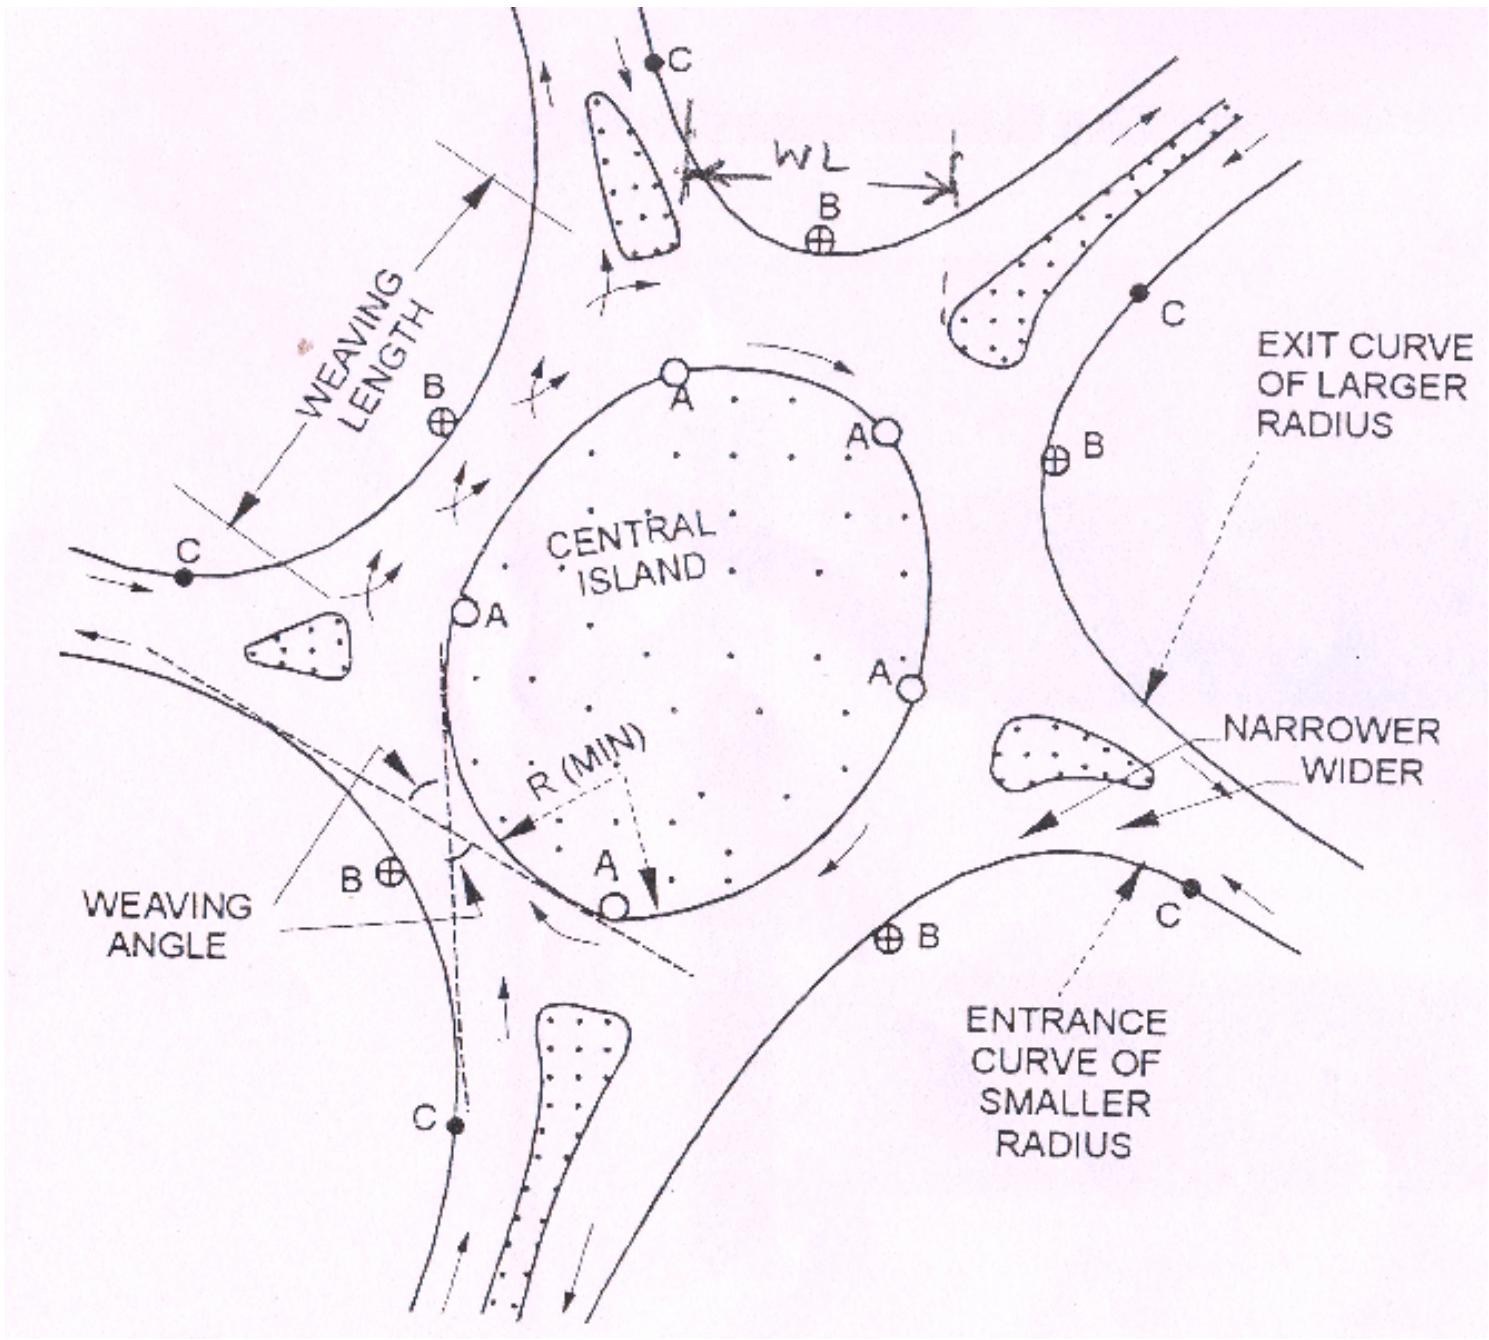 C
WL
B
WEAVING
LENGTH
B
C
EXIT CURVE
OF LARGER
RADIUS
A
A
B
C
CENTRAL
ISLAND
A
A
NARROWER
WIDER
R (MIN)
A
B
WEAVING
ANGLE
B
C
C
ENTRANCE
CURVE OF
SMALLER
RADIUS